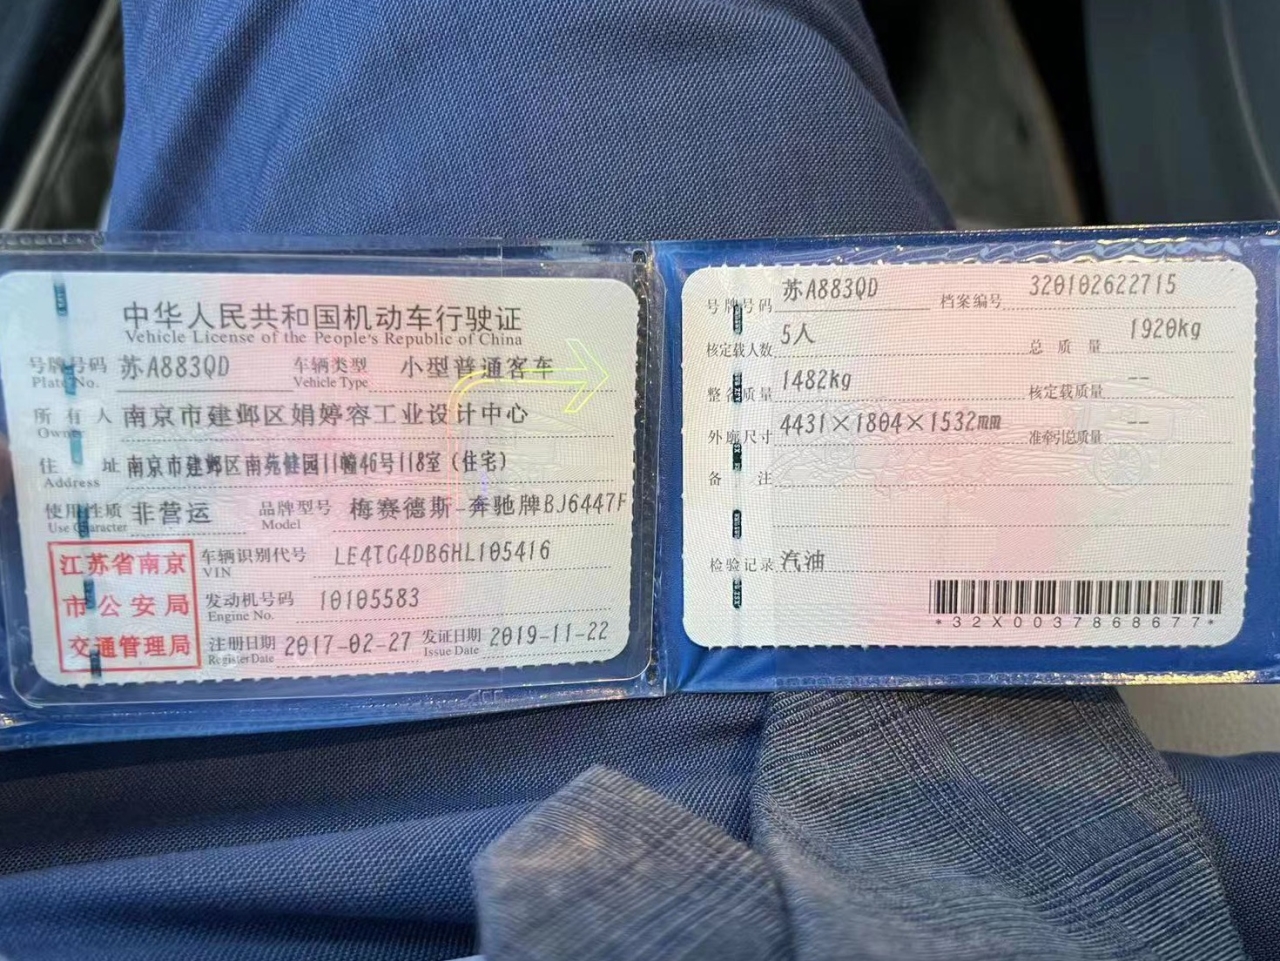 中华人民共和国机动车行驶证
Vehicle License of the People's Republic of China
号牌号码 苏A883QD 车辆类型 小型普通客车
Plate No. Vehicle Type
所有人 南京市建邺区娟婷容工业设计中心
Owner
住址 南京市建邺区南苑健园11幢46号118室(住宅)
Address
使用性质 非营运 品牌型号 梅赛德斯-奔驰牌BJ6447F
Use Character Model
江苏省南京
市公安局
交通管理局
车辆识别代号 LE4TG4DB6HL105416
VIN
发动机号码 10105583
Engine No.
注册日期 2017-02-27 发证日期 2019-11-22
Register Date Issue Date
号牌号码 苏A883QD 档案编号 320102622715
核定载人数 5人 总质量 1920kg
整备质量 1482kg 核定载质量 --
外廓尺寸 4431×1804×1532mm 准牵引总质量 --
备注
检验记录 汽油
*32X0037868677*